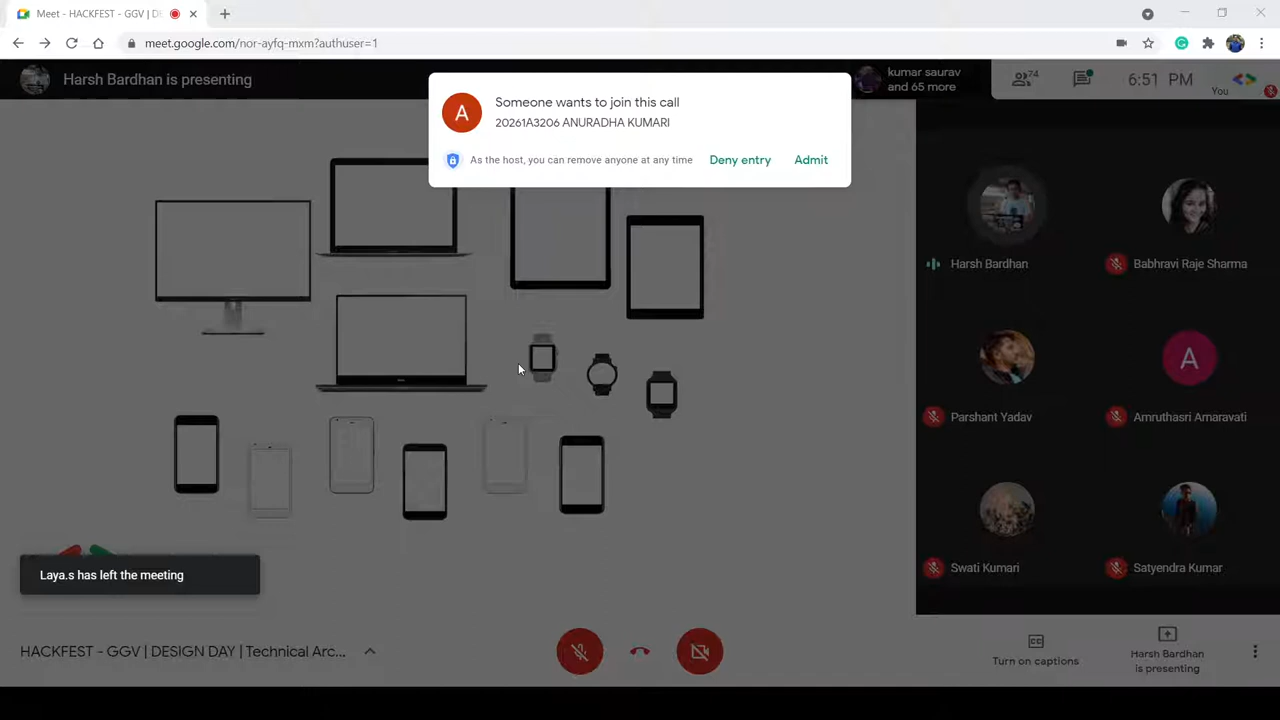 Meet - HACKFEST - GGV | DE
meet.google.com/nor-ayfq-mxm?authuser=1
Harsh Bardhan is presenting
kumar saurav
and 65 more
74
6:51 PM
You
A
Someone wants to join this call
20261A3206 ANURADHA KUMARI
As the host, you can remove anyone at any time
Deny entry
Admit
Harsh Bardhan
Babhravi Raje Sharma
A
Parshant Yadav
Amruthasri Amaravati
Swati Kumari
Satyendra Kumar
Laya.s has left the meeting
HACKFEST - GGV | DESIGN DAY | Technical Arc...
CC
Turn on captions
Harsh Bardhan
is presenting